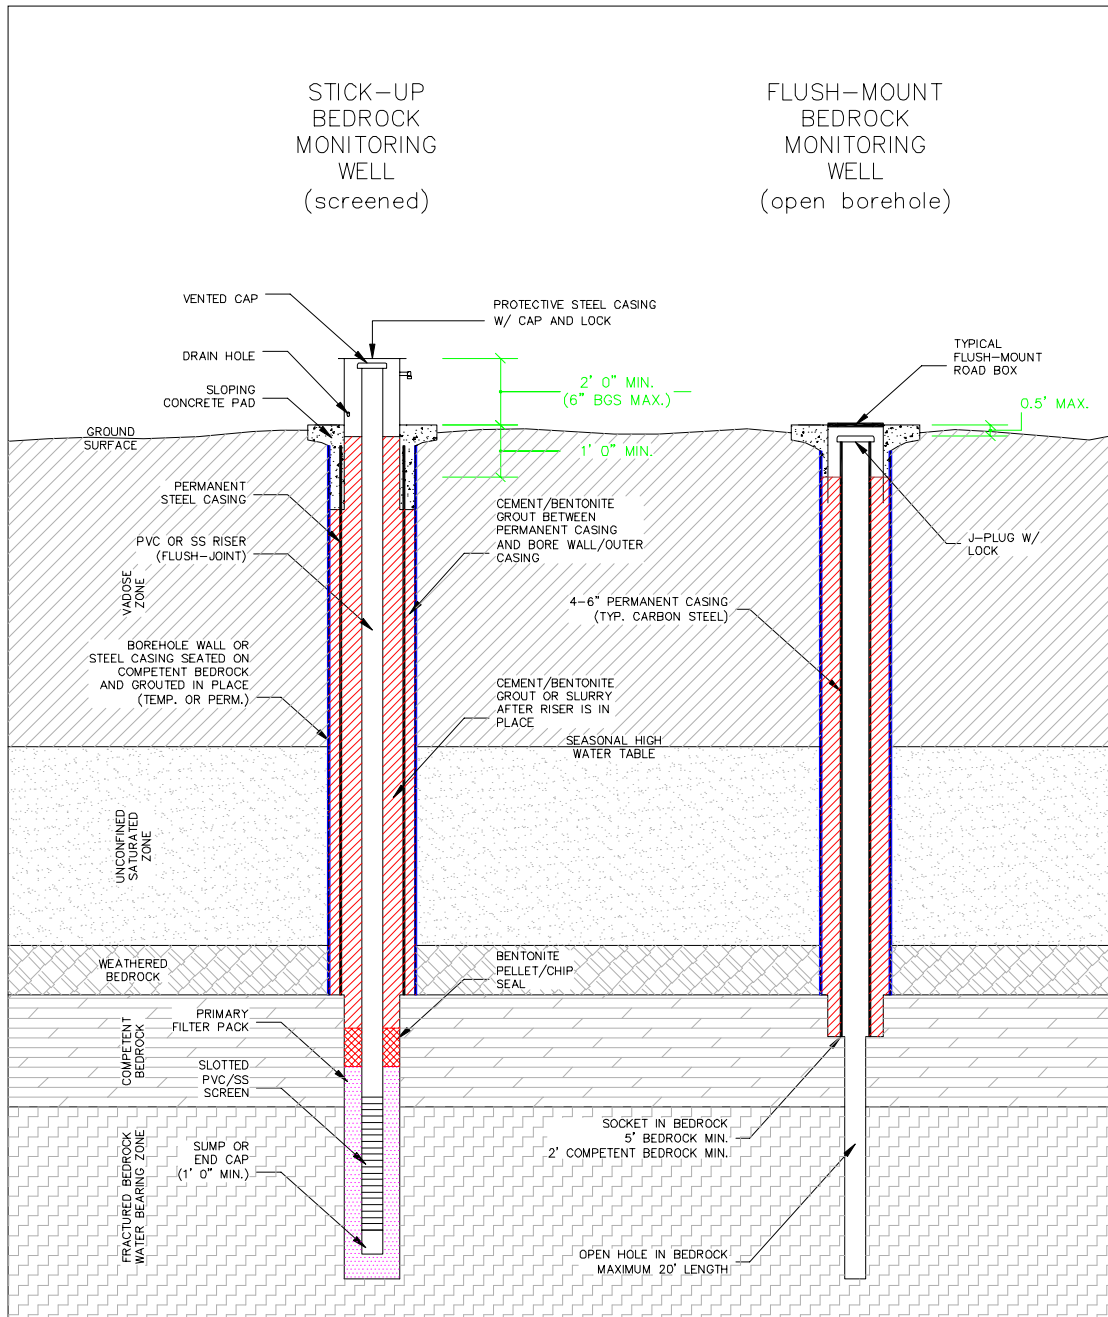 STICK-UP
BEDROCK
MONITORING
WELL
(screened)
FLUSH-MOUNT
BEDROCK
MONITORING
WELL
(open borehole)
VENTED CAP
PROTECTIVE STEEL CASING
W/ CAP AND LOCK
DRAIN HOLE
SLOPING
CONCRETE PAD
2' 0" MIN.
(6" BGS MAX.)
TYPICAL
FLUSH-MOUNT
ROAD BOX
0.5' MAX.
GROUND
SURFACE
1' 0" MIN.
PERMANENT
STEEL CASING
CEMENT/BENTONITE
GROUT BETWEEN
PERMANENT CASING
AND BORE WALL/OUTER
CASING
PVC OR SS RISER
(FLUSH-JOINT)
J-PLUG W/
LOCK
VADOSE
ZONE
4-6" PERMANENT CASING
(TYP. CARBON STEEL)
BOREHOLE WALL OR
STEEL CASING SEATED ON
COMPETENT BEDROCK
AND GROUTED IN PLACE
(TEMP. OR PERM.)
CEMENT/BENTONITE
GROUT OR SLURRY
AFTER RISER IS IN
PLACE
SEASONAL HIGH
WATER TABLE
UNCONFINED
SATURATED
ZONE
WEATHERED
BEDROCK
BENTONITE
PELLET/CHIP
SEAL
PRIMARY
FILTER PACK
COMPETENT
BEDROCK
SLOTTED
PVC/SS
SCREEN
SOCKET IN BEDROCK
5' BEDROCK MIN.
2' COMPETENT BEDROCK MIN.
SUMP OR
END CAP
(1' 0" MIN.)
FRACTURED BEDROCK
WATER BEARING ZONE
OPEN HOLE IN BEDROCK
MAXIMUM 20' LENGTH